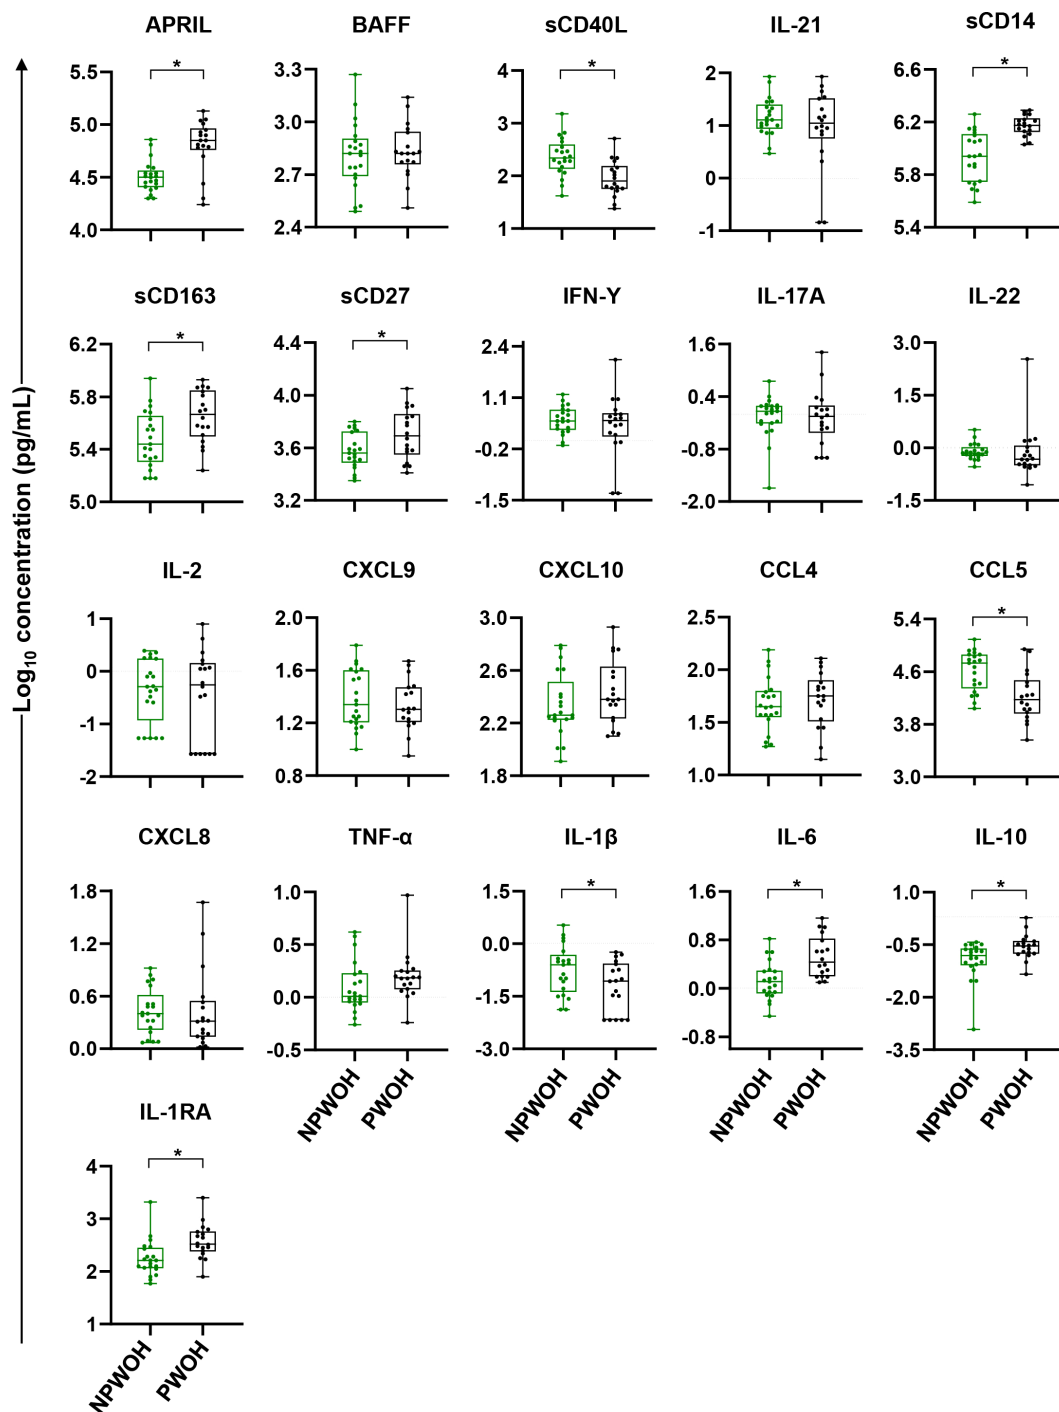 APRIL BAFF sCD40L IL-21 sCD14
* * *
5.5 3.3 4 2 6.6
5.0 3.0 3 1 6.2
4.5 2.7 2 0 5.8
4.0 2.4 1 -1 5.4
sCD163 sCD27 IFN-Y IL-17A IL-22
* *
6.2 4.4 2.4 1.6 3.0
5.8 4.0 1.1 0.4 1.5
5.4 3.6 -0.2 -0.8 0.0
5.0 3.2 -1.5 -2.0 -1.5
Log10 concentration (pg/mL)
IL-2 CXCL9 CXCL10 CCL4 CCL5
*
1 2.0 3.0 2.5 5.4
0 1.6 2.6 2.0 4.6
-1 1.2 2.2 1.5 3.8
-2 0.8 1.8 1.0 3.0
CXCL8 TNF-α IL-1β IL-6 IL-10
* * *
1.8 1.0 1.5 1.6 1.0
1.2 0.5 0.0 0.8 -0.5
0.6 0.0 -1.5 0.0 -2.0
0.0 -0.5 -3.0 -0.8 -3.5
NPWOH PWOH NPWOH PWOH NPWOH PWOH NPWOH PWOH
IL-1RA
*
4
3
2
1
NPWOH PWOH